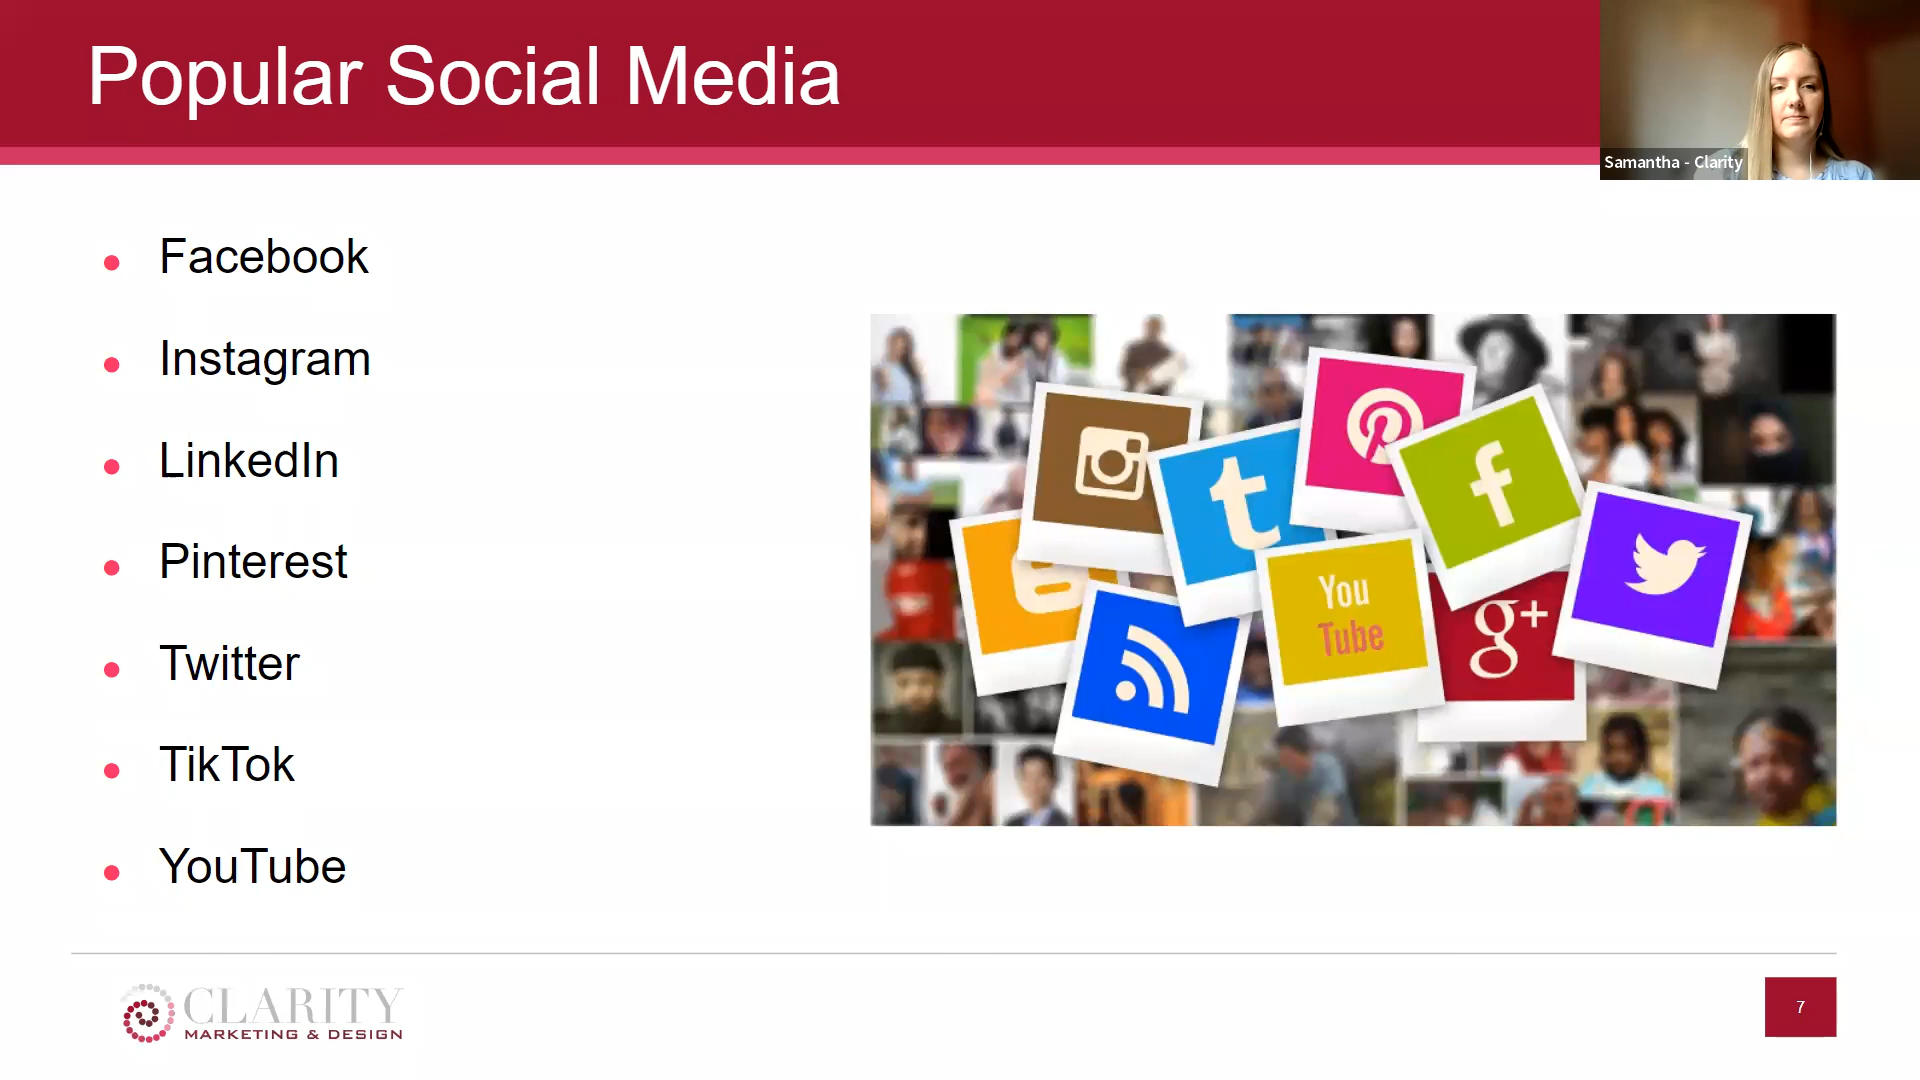 Popular Social Media
Samantha - Clarity
Facebook
Instagram
LinkedIn
Pinterest
Twitter
TikTok
YouTube
t
f
You
Tube
g+
CLARITY
MARKETING & DESIGN
7